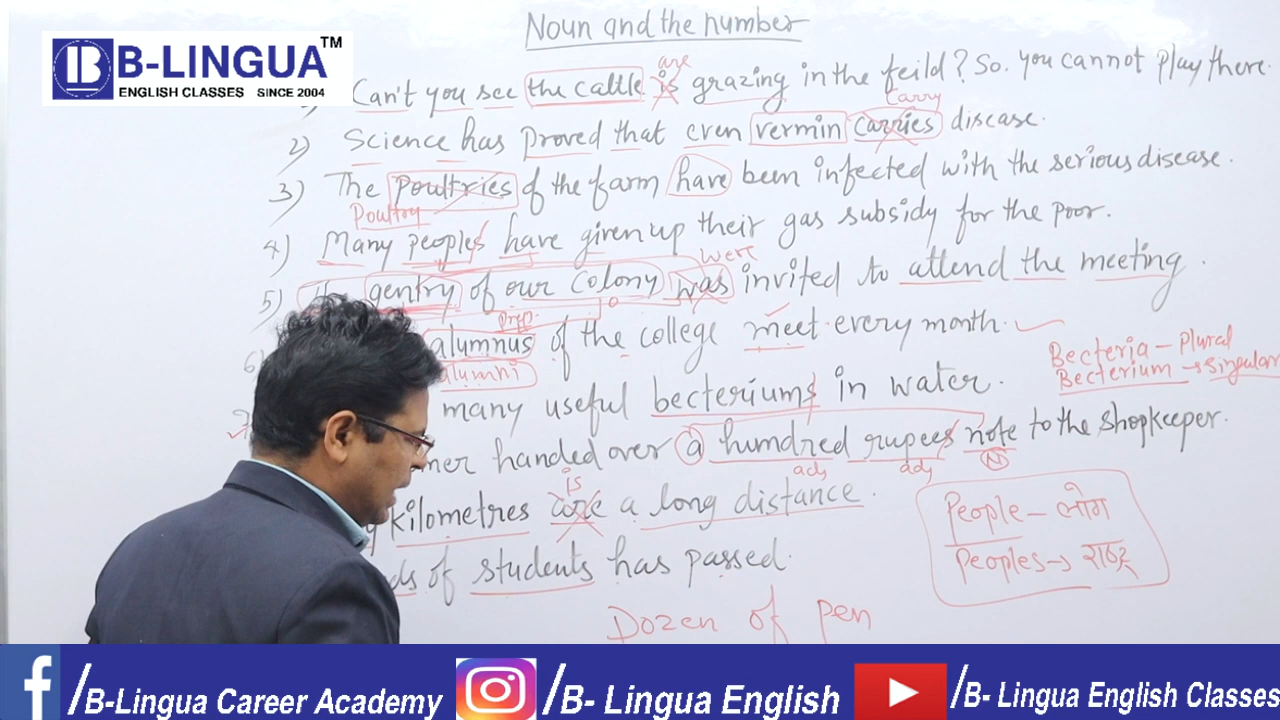 Noun and the number
B-LINGUA™
ENGLISH CLASSES SINCE 2004
are
Can't you see the cattle is grazing in the feild? So. you cannot play there.
Carry
2) Science has proved that even vermin carries disease.
3) The poultries of the farm have been infected with the serious disease.
Poultry
4) Many peoples have given up their gas subsidy for the poor.
were
5) gentry of our colony was invited to attend the meeting.
prep.
alumnus of the college meet every month.
alumni
Becteria - Plural
Becterium → Singular
many useful becteriums in water.
7
handed over a humdred rupees note to the shopkeeper.
adj adj N
is
kilometres are a long distance.
People - लोग
Peoples → राष्ट्र
of students has passed.
Dozen of pen
f /B-Lingua Career Academy /B- Lingua English /B- Lingua English Classes